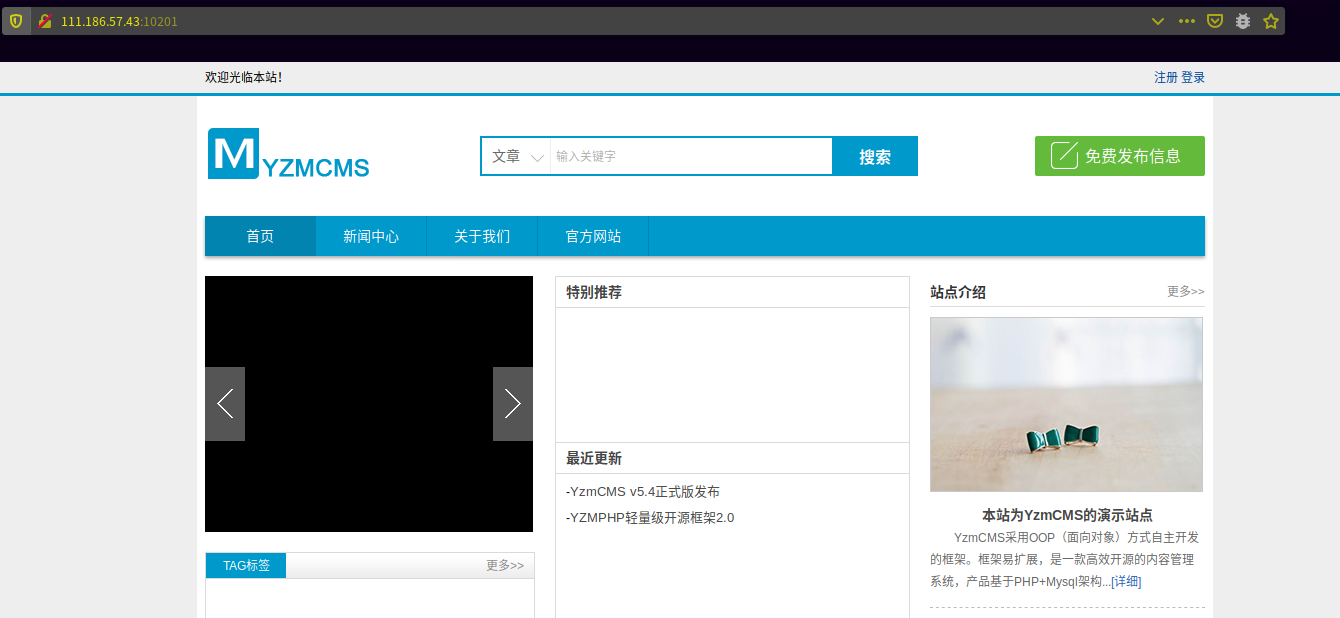 111.186.57.43:10201
欢迎光临本站!
注册 登录
M YZMCMS
文章
输入关键字
搜索
免费发布信息
首页
新闻中心
关于我们
官方网站
特别推荐
最近更新
-YzmCMS v5.4正式版发布
-YZMPHP轻量级开源框架2.0
TAG标签
更多>>
站点介绍
更多>>
本站为YzmCMS的演示站点
YzmCMS采用OOP（面向对象）方式自主开发
的框架。框架易扩展，是一款高效开源的内容管理
系统，产品基于PHP+Mysql架构...[详细]